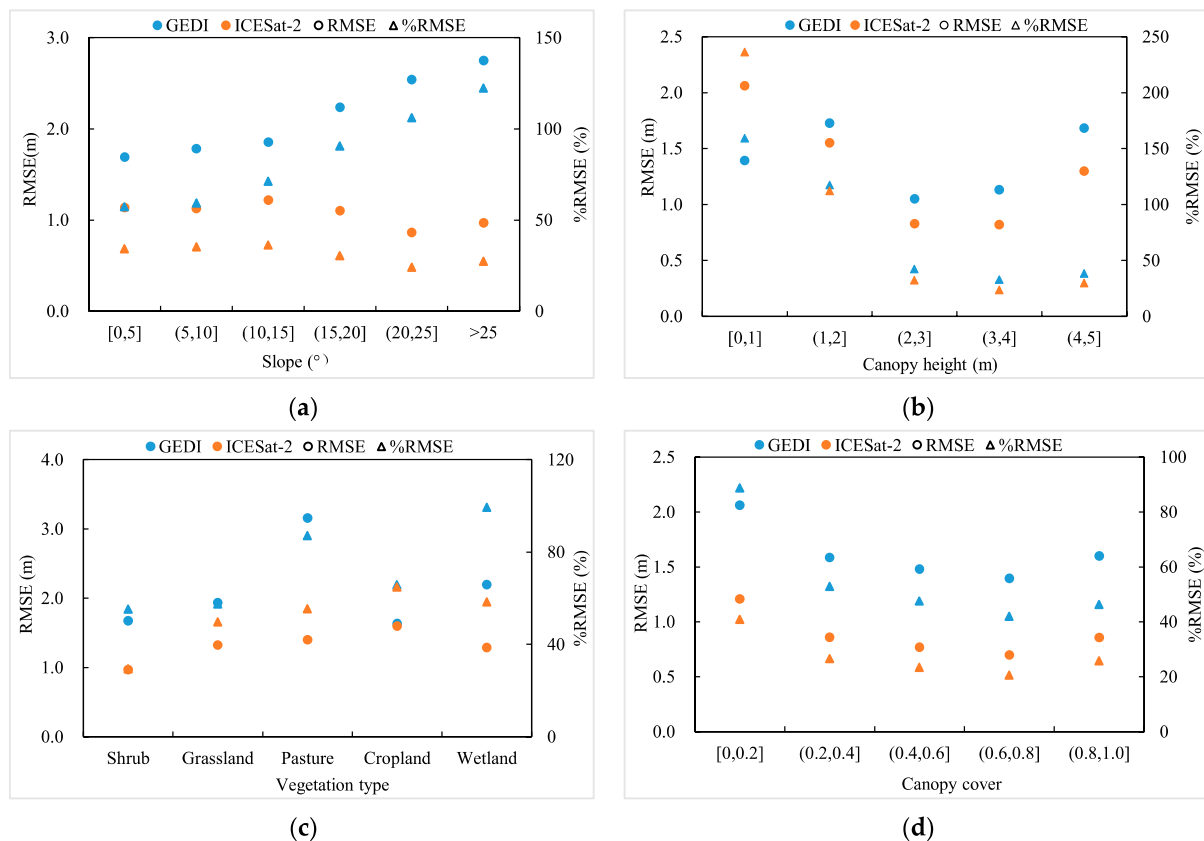 GEDI ICESat-2 RMSE %RMSE
3.0
2.0
1.0
0.0
RMSE(m)
150
100
50
0
%RMSE (%)
[0,5] (5,10] (10,15] (15,20] (20,25] >25
Slope (°)
(a)
GEDI ICESat-2 RMSE %RMSE
2.5
2.0
1.5
1.0
0.5
0.0
RMSE (m)
250
200
150
100
50
0
%RMSE (%)
[0,1] (1,2] (2,3] (3,4] (4,5]
Canopy height (m)
(b)
GEDI ICESat-2 RMSE %RMSE
4.0
3.0
2.0
1.0
0.0
RMSE (m)
120
80
40
0
%RMSE (%)
Shrub Grassland Pasture Cropland Wetland
Vegetation type
(c)
GEDI ICESat-2 RMSE %RMSE
2.5
2.0
1.5
1.0
0.5
0.0
RMSE (m)
100
80
60
40
20
0
%RMSE (%)
[0,0.2] (0.2,0.4] (0.4,0.6] (0.6,0.8] (0.8,1.0]
Canopy cover
(d)